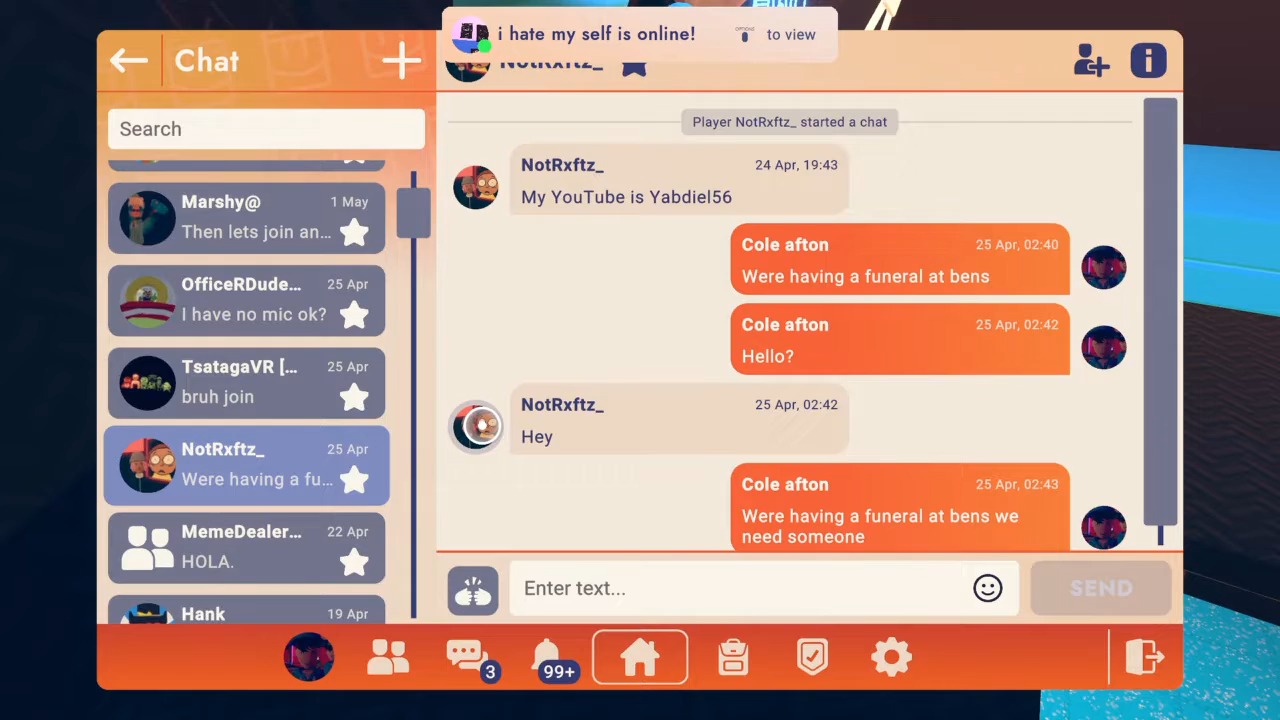 i hate my self is online!
OPTIONS
to view
Chat
NotRxftz_
Search
Marshy@
1 May
Then lets join an...
OfficeRDude...
25 Apr
I have no mic ok?
TsatagaVR [...
25 Apr
bruh join
NotRxftz_
25 Apr
Were having a fu...
MemeDealer...
22 Apr
HOLA.
Hank
19 Apr
Player NotRxftz_ started a chat
NotRxftz_
24 Apr, 19:43
My YouTube is Yabdiel56
Cole afton
25 Apr, 02:40
Were having a funeral at bens
Cole afton
25 Apr, 02:42
Hello?
NotRxftz_
25 Apr, 02:42
Hey
Cole afton
25 Apr, 02:43
Were having a funeral at bens we
need someone
Enter text...
SEND
3
99+